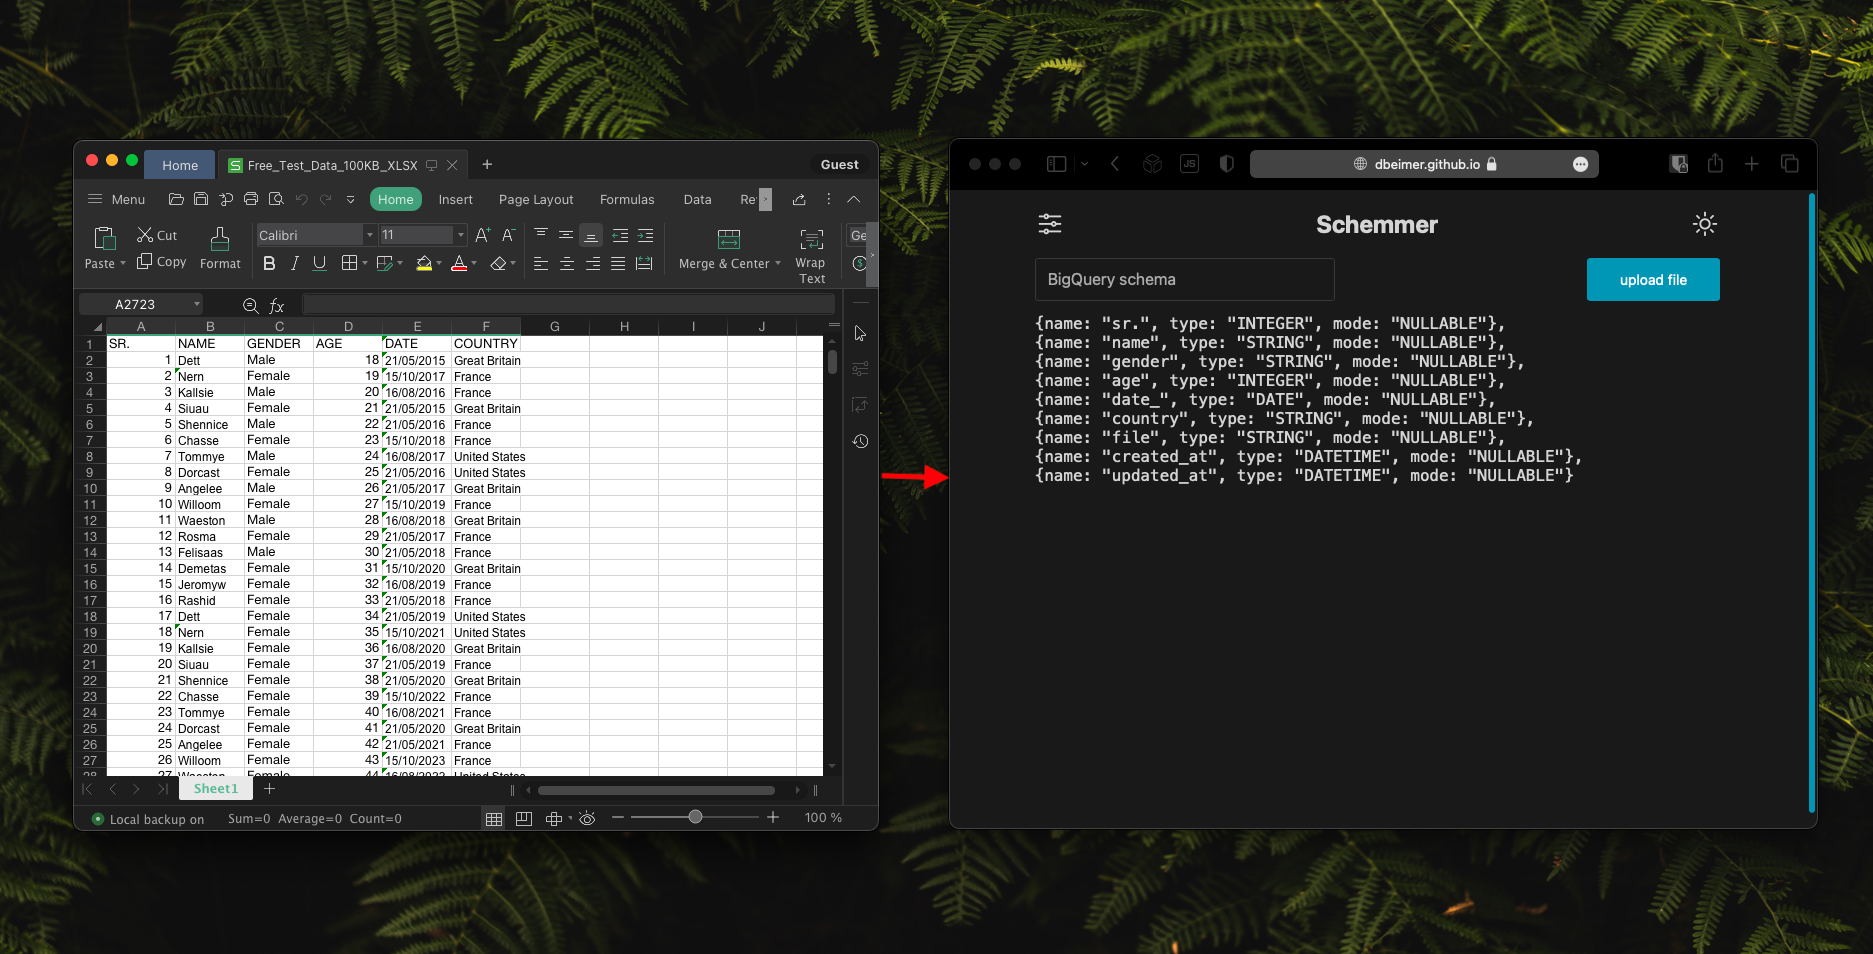 Home
Free_Test_Data_100KB_XLSX
Guest
Menu Home Insert Page Layout Formulas Data Re
Cut Calibri 11 Ge
Paste Copy Format B I U A Merge & Center Wrap
Text
A2723 fx
A B C D E F G H I J
1 SR. NAME GENDER AGE DATE COUNTRY
2 1 Dett Male 18 21/05/2015 Great Britain
3 2 Nern Female 19 15/10/2017 France
4 3 Kallsie Male 20 16/08/2016 France
5 4 Siuau Female 21 21/05/2015 Great Britain
6 5 Shennice Male 22 21/05/2016 France
7 6 Chasse Female 23 15/10/2018 France
8 7 Tommye Male 24 16/08/2017 United States
9 8 Dorcast Female 25 21/05/2016 United States
10 9 Angelee Male 26 21/05/2017 Great Britain
11 10 Willoom Female 27 15/10/2019 France
12 11 Waeston Male 28 16/08/2018 Great Britain
13 12 Rosma Female 29 21/05/2017 France
14 13 Felisaas Male 30 21/05/2018 France
15 14 Demetas Female 31 15/10/2020 Great Britain
16 15 Jeromyw Female 32 16/08/2019 France
17 16 Rashid Female 33 21/05/2018 France
18 17 Dett Female 34 21/05/2019 United States
19 18 Nern Female 35 15/10/2021 United States
20 19 Kallsie Female 36 16/08/2020 Great Britain
21 20 Siuau Female 37 21/05/2019 France
22 21 Shennice Female 38 21/05/2020 Great Britain
23 22 Chasse Female 39 15/10/2022 France
24 23 Tommye Female 40 16/08/2021 France
25 24 Dorcast Female 41 21/05/2020 Great Britain
26 25 Angelee Female 42 21/05/2021 France
27 26 Willoom Female 43 15/10/2023 France
28 27 Waeston Female 44 16/08/2022 United States
Sheet1
Local backup on Sum=0 Average=0 Count=0 100 %
JS dbeimer.github.io
Schemmer
BigQuery schema
upload file
{name: "sr.", type: "INTEGER", mode: "NULLABLE"},
{name: "name", type: "STRING", mode: "NULLABLE"},
{name: "gender", type: "STRING", mode: "NULLABLE"},
{name: "age", type: "INTEGER", mode: "NULLABLE"},
{name: "date_", type: "DATE", mode: "NULLABLE"},
{name: "country", type: "STRING", mode: "NULLABLE"},
{name: "file", type: "STRING", mode: "NULLABLE"},
{name: "created_at", type: "DATETIME", mode: "NULLABLE"},
{name: "updated_at", type: "DATETIME", mode: "NULLABLE"}